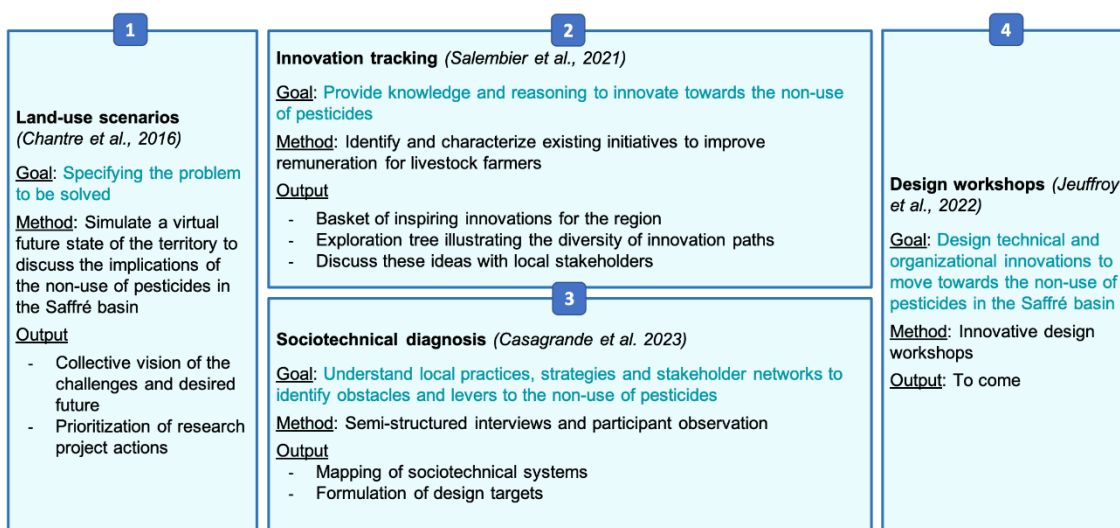 1
Land-use scenarios
(Chantre et al., 2016)
Goal: Specifying the problem
to be solved
Method: Simulate a virtual
future state of the territory to
discuss the implications of
the non-use of pesticides in
the Saffré basin
Output
- Collective vision of the
challenges and desired
future
- Prioritization of research
project actions
2
Innovation tracking (Salembier et al., 2021)
Goal: Provide knowledge and reasoning to innovate towards the non-use
of pesticides
Method: Identify and characterize existing initiatives to improve
remuneration for livestock farmers
Output
- Basket of inspiring innovations for the region
- Exploration tree illustrating the diversity of innovation paths
- Discuss these ideas with local stakeholders
3
Sociotechnical diagnosis (Casagrande et al. 2023)
Goal: Understand local practices, strategies and stakeholder networks to
identify obstacles and levers to the non-use of pesticides
Method: Semi-structured interviews and participant observation
Output
- Mapping of sociotechnical systems
- Formulation of design targets
4
Design workshops (Jeuffroy
et al., 2022)
Goal: Design technical and
organizational innovations to
move towards the non-use of
pesticides in the Saffré basin
Method: Innovative design
workshops
Output: To come